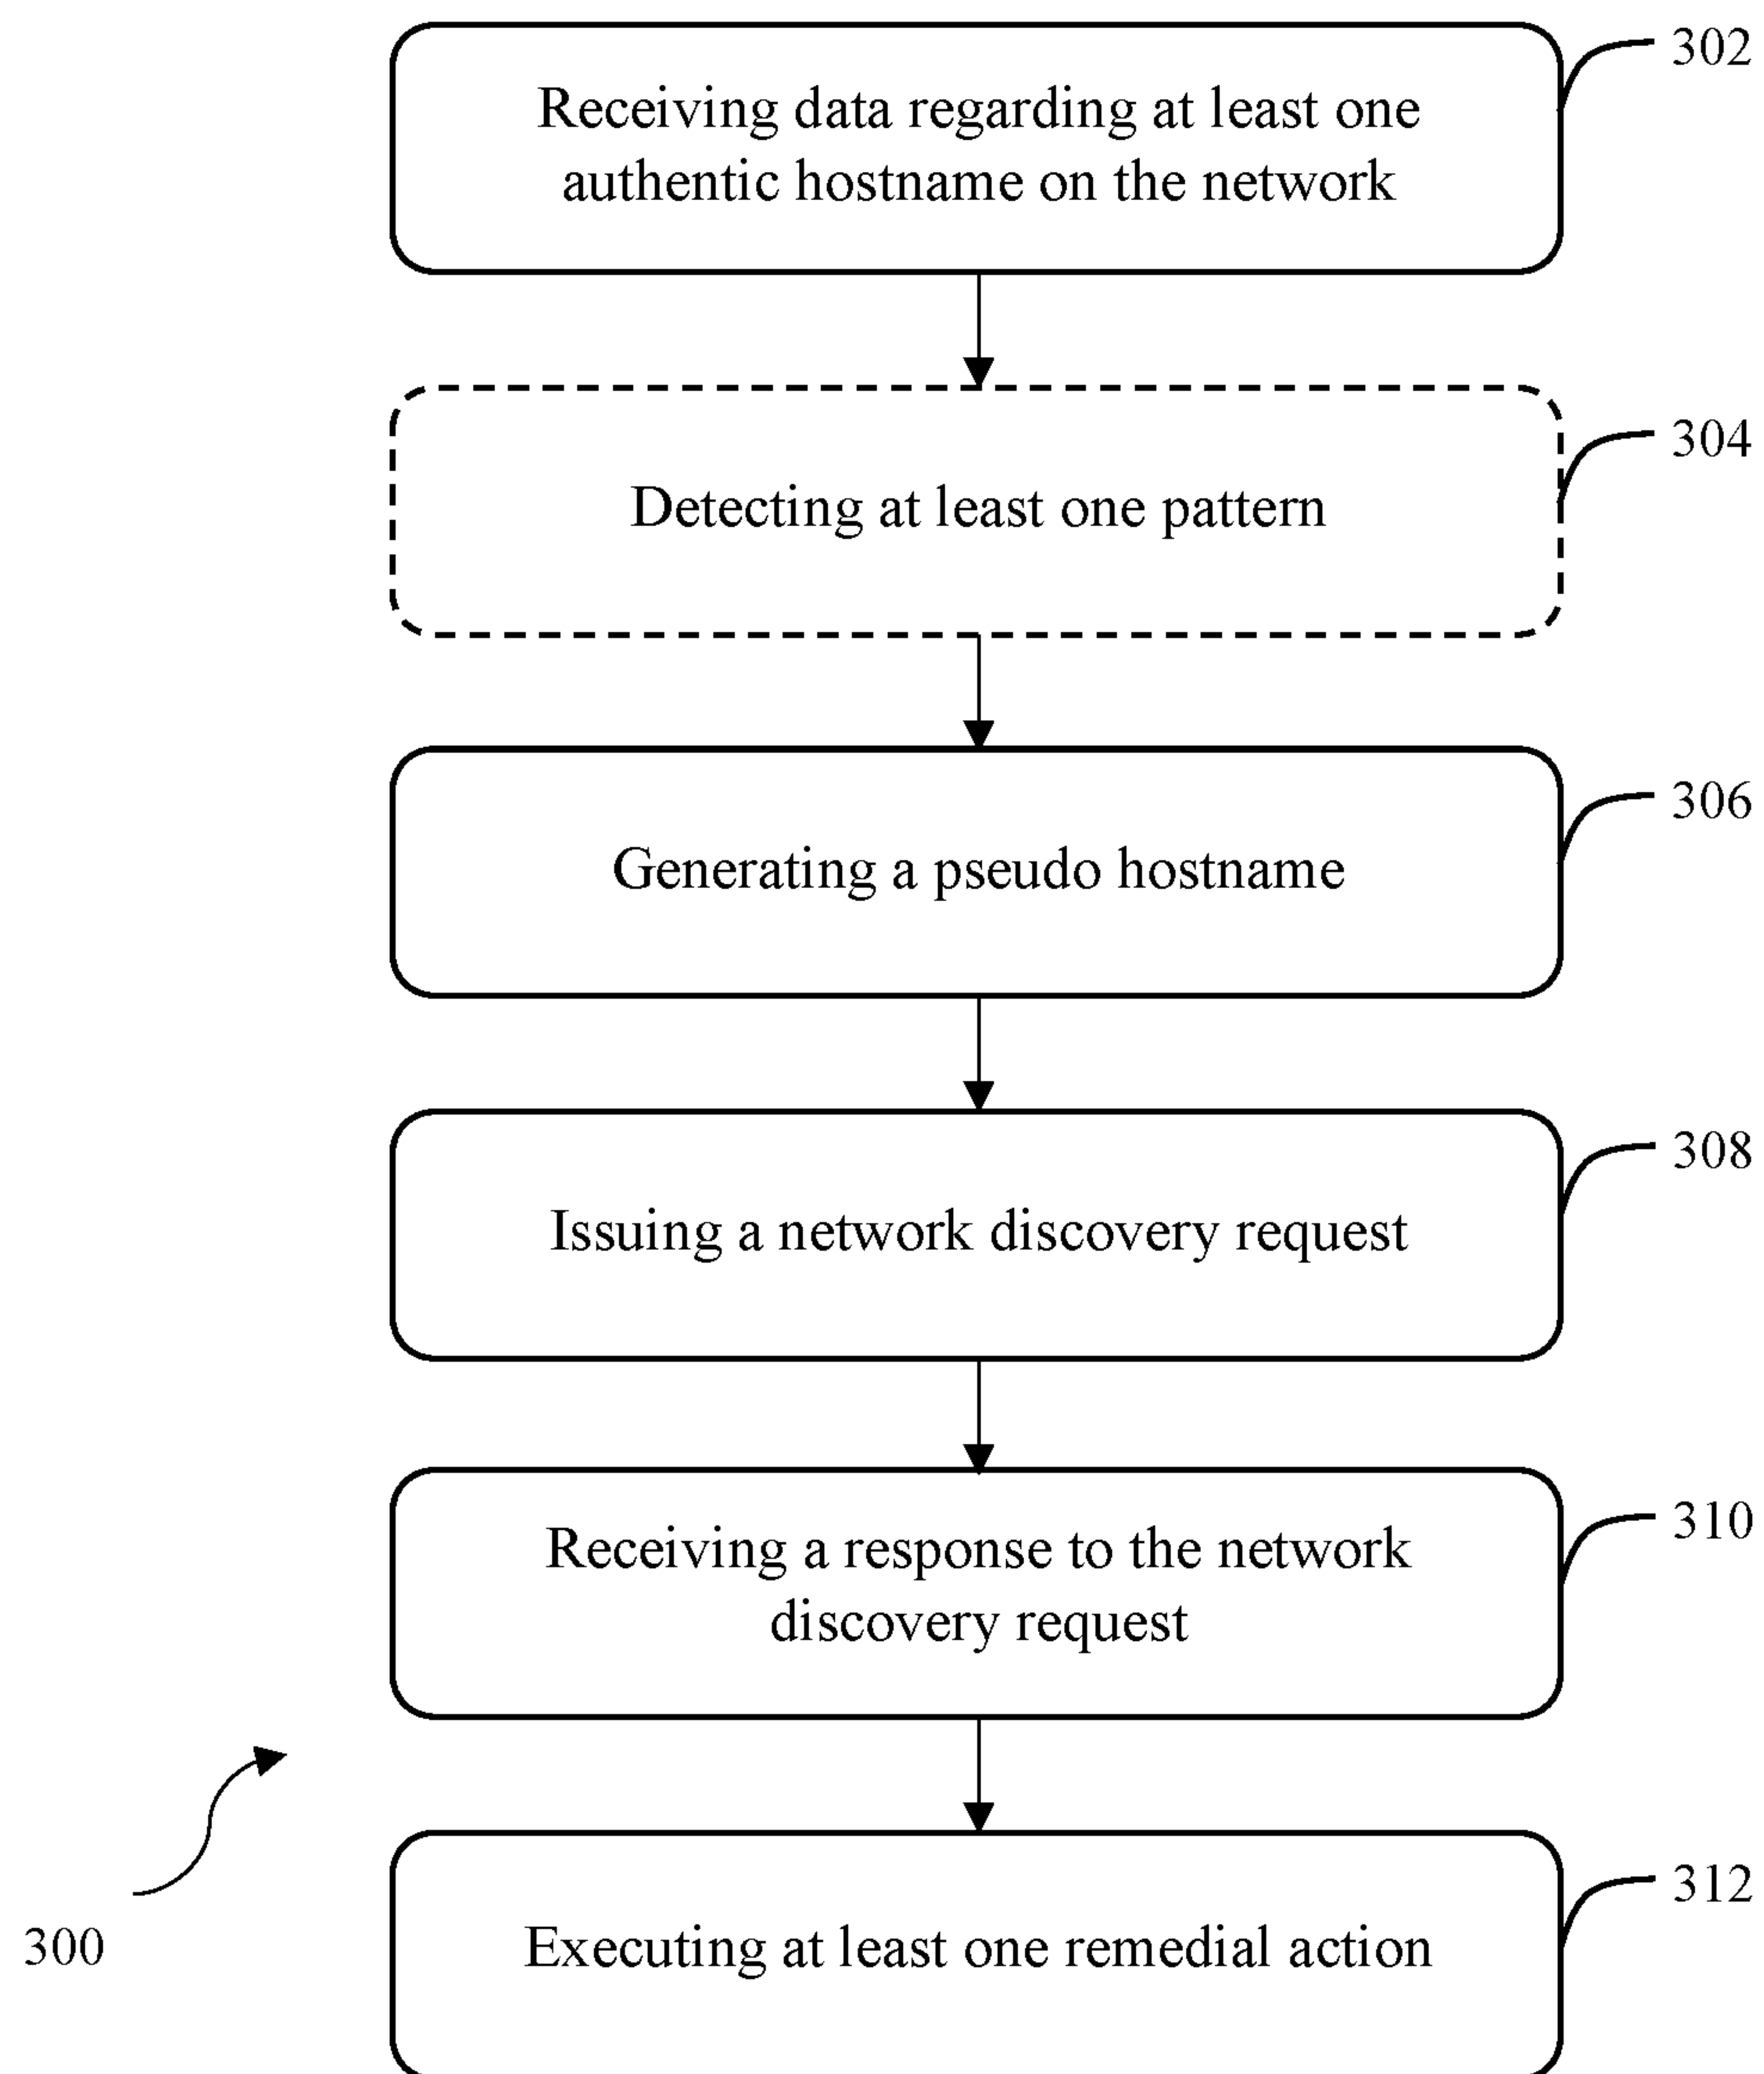 302
Receiving data regarding at least one
authentic hostname on the network
304
Detecting at least one pattern
306
Generating a pseudo hostname
308
Issuing a network discovery request
310
Receiving a response to the network
discovery request
312
Executing at least one remedial action
300